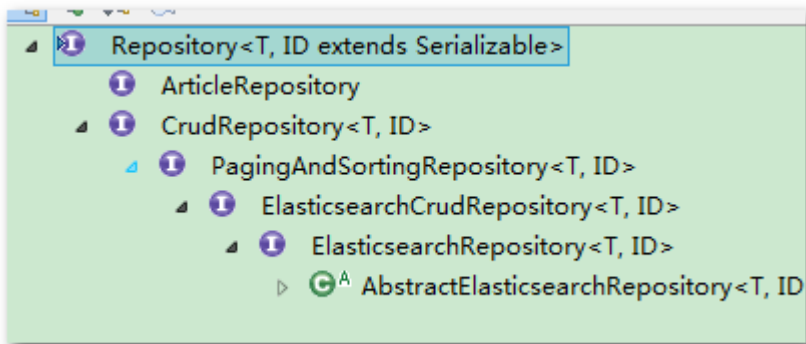 Repository<T, ID extends Serializable>
ArticleRepository
CrudRepository<T, ID>
PagingAndSortingRepository<T, ID>
ElasticsearchCrudRepository<T, ID>
ElasticsearchRepository<T, ID>
AbstractElasticsearchRepository<T, ID